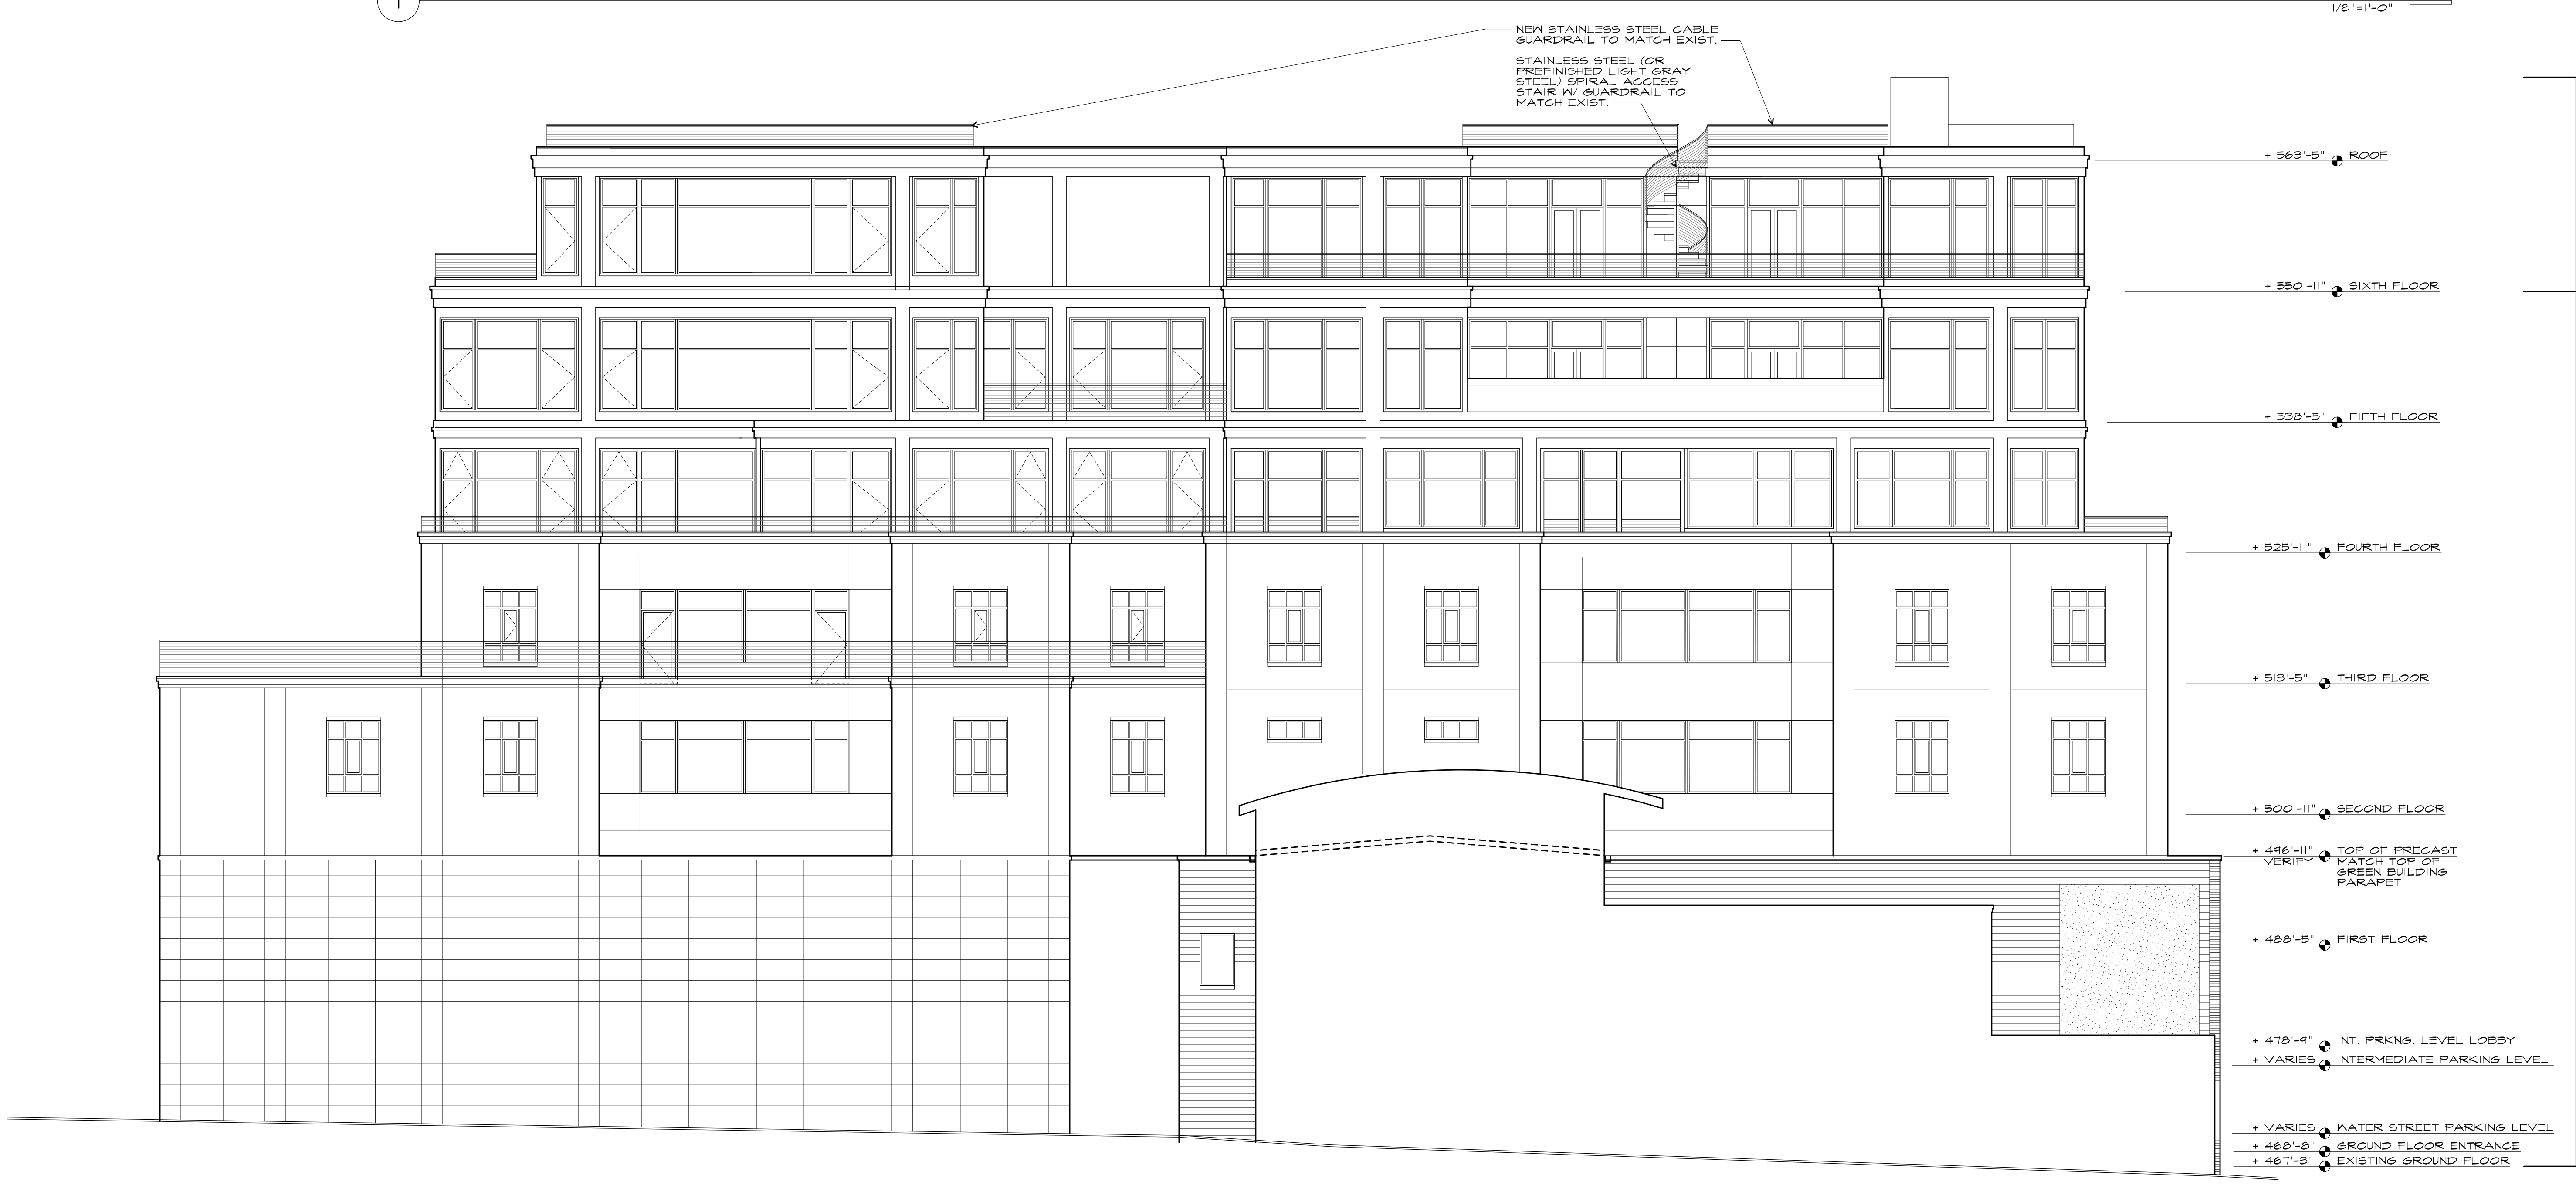 1
1/8"=1'-0"
NEW STAINLESS STEEL CABLE
GUARDRAIL TO MATCH EXIST.
STAINLESS STEEL (OR
PREFINISHED LIGHT GRAY
STEEL) SPIRAL ACCESS
STAIR W/ GUARDRAIL TO
MATCH EXIST.
+ 563'-5" ROOF
+ 550'-11" SIXTH FLOOR
+ 538'-5" FIFTH FLOOR
+ 525'-11" FOURTH FLOOR
+ 513'-5" THIRD FLOOR
+ 500'-11" SECOND FLOOR
+ 496'-11" TOP OF PRECAST
VERIFY MATCH TOP OF
GREEN BUILDING
PARAPET
+ 488'-5" FIRST FLOOR
+ 478'-9" INT. PRKNG. LEVEL LOBBY
+ VARIES INTERMEDIATE PARKING LEVEL
+ VARIES WATER STREET PARKING LEVEL
+ 468'-8" GROUND FLOOR ENTRANCE
+ 467'-3" EXISTING GROUND FLOOR